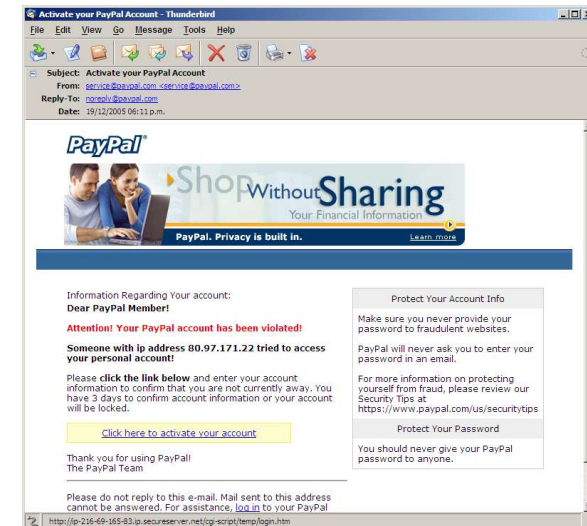 Activate your PayPal Account - Thunderbird
File Edit View Go Message Tools Help
Subject: Activate your PayPal Account
From: service@paypal.com <service@paypal.com>
Reply-To: noreply@paypal.com
Date: 19/12/2005 06:11 p.m.
PayPal
Shop Without Sharing
Your Financial Information
PayPal. Privacy is built in. Learn more
Information Regarding Your account:
Dear PayPal Member!
Attention! Your PayPal account has been violated!
Someone with ip address 80.97.171.22 tried to access
your personal account!
Please click the link below and enter your account
information to confirm that you are not currently away. You
have 3 days to confirm account information or your account
will be locked.
Click here to activate your account
Thank you for using PayPal!
The PayPal Team
Please do not reply to this e-mail. Mail sent to this address
cannot be answered. For assistance, log in to your PayPal
Protect Your Account Info
Make sure you never provide your
password to fraudulent websites.
PayPal will never ask you to enter your
password in an email.
For more information on protecting
yourself from fraud, please review our
Security Tips at
https://www.paypal.com/us/securitytips
Protect Your Password
You should never give your PayPal
password to anyone.
http://ip-216-69-165-83.ip.secureserver.net/cgi-script/temp/login.htm